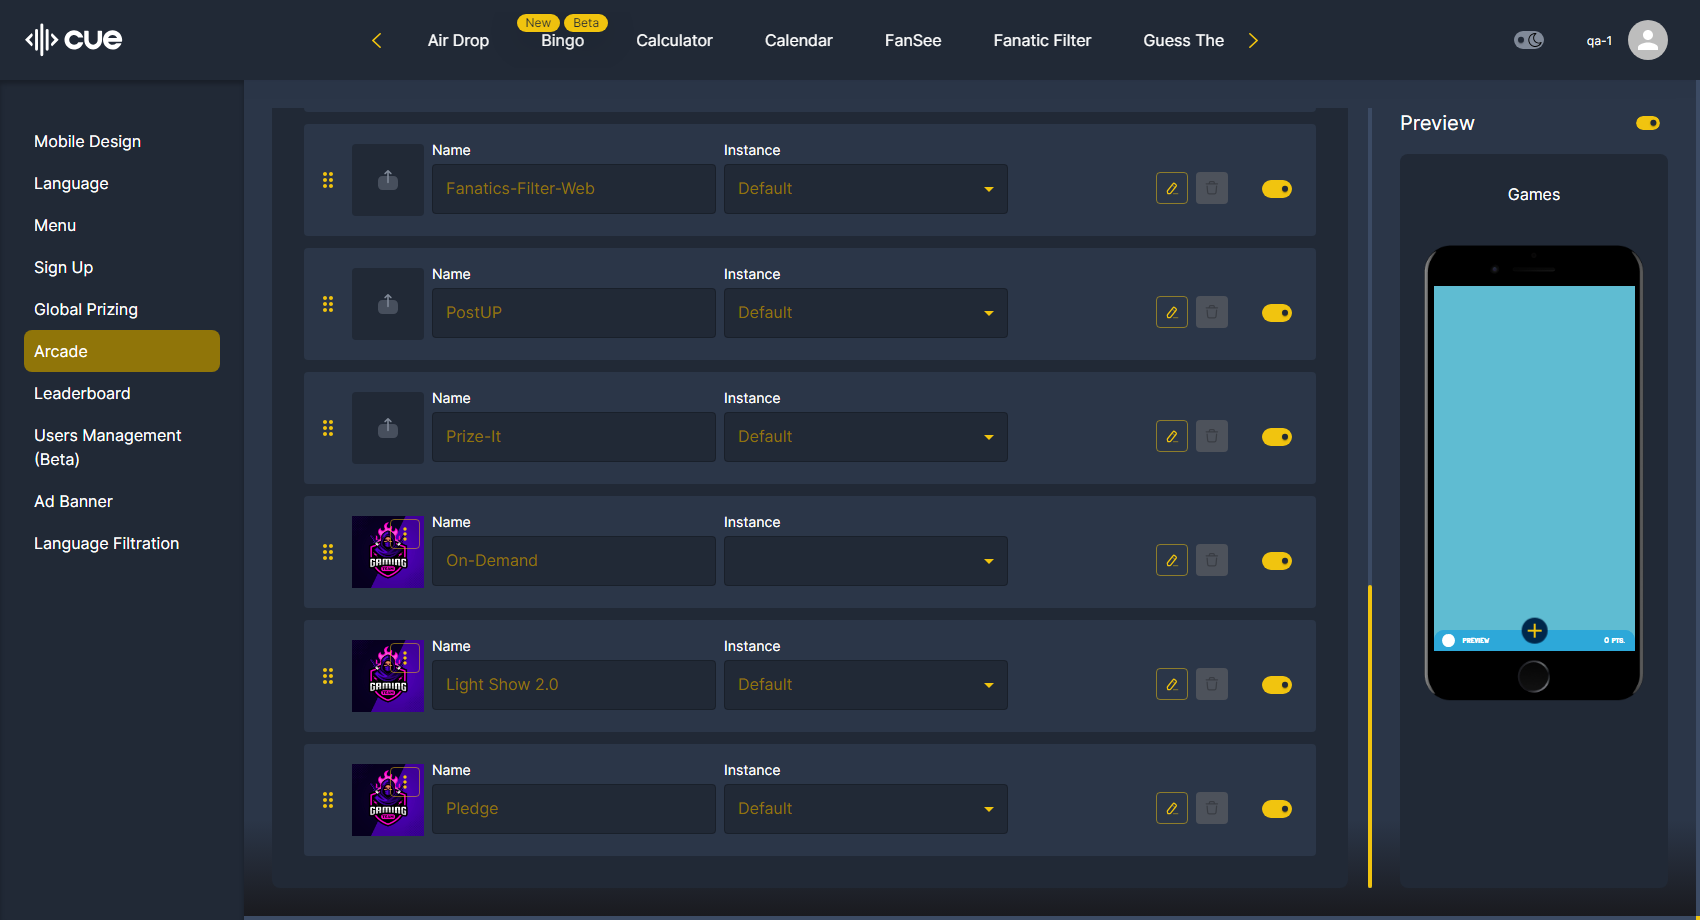 cue
New
Beta
Air Drop
Bingo
Calculator
Calendar
FanSee
Fanatic Filter
Guess The
qa-1
Mobile Design
Language
Menu
Sign Up
Global Prizing
Arcade
Leaderboard
Users Management
(Beta)
Ad Banner
Language Filtration
Name
Instance
Fanatics-Filter-Web
Default
Name
Instance
PostUP
Default
Name
Instance
Prize-It
Default
GAMING
Name
Instance
On-Demand
GAMING
Name
Instance
Light Show 2.0
Default
GAMING
Name
Instance
Pledge
Default
Preview
Games
PREVIEW
0 PTS.